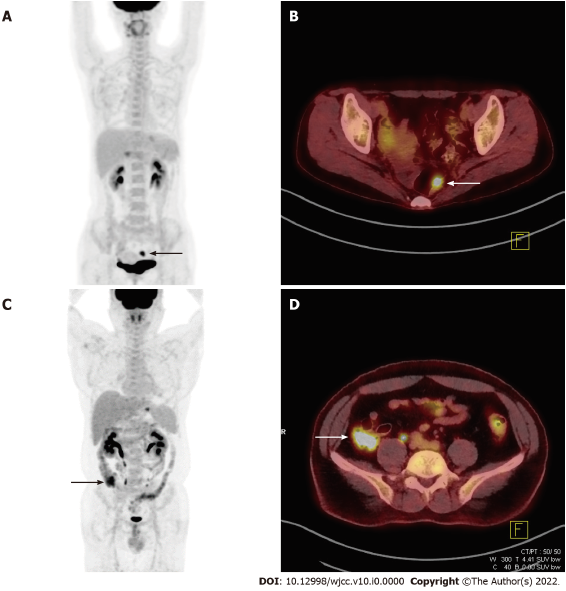 A
B
F
C
D
R
F
CT/PT : 50/ 50
W 300 T 4.41 SUV bw
C 40 B 0.00 SUV bw
DOI: 10.12998/wjcc.v10.i0.0000 Copyright ©The Author(s) 2022.